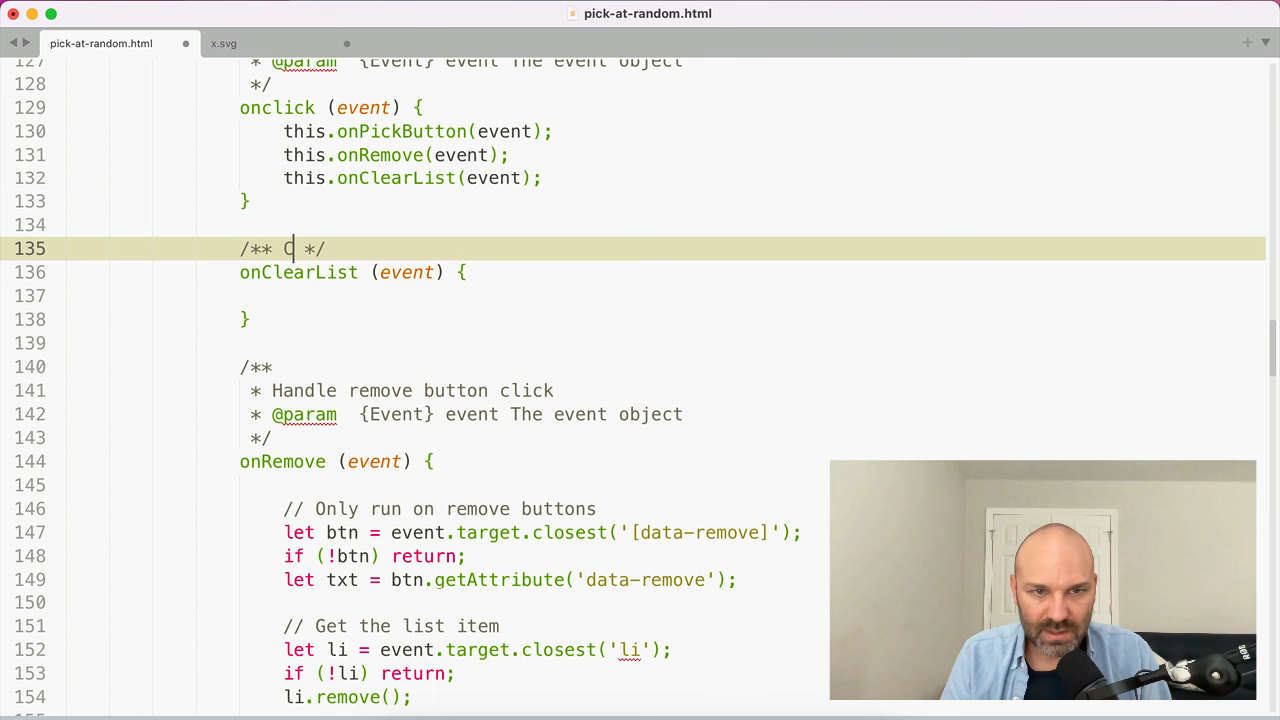 pick-at-random.html
pick-at-random.html
x.svg
127 * @param {Event} event The event object
128 */
129 onclick (event) {
130 this.onPickButton(event);
131 this.onRemove(event);
132 this.onClearList(event);
133 }
134
135 /** C */
136 onClearList (event) {
137
138 }
139
140 /**
141 * Handle remove button click
142 * @param {Event} event The event object
143 */
144 onRemove (event) {
145
146 // Only run on remove buttons
147 let btn = event.target.closest('[data-remove]');
148 if (!btn) return;
149 let txt = btn.getAttribute('data-remove');
150
151 // Get the list item
152 let li = event.target.closest('li');
153 if (!li) return;
154 li.remove();
RØDE